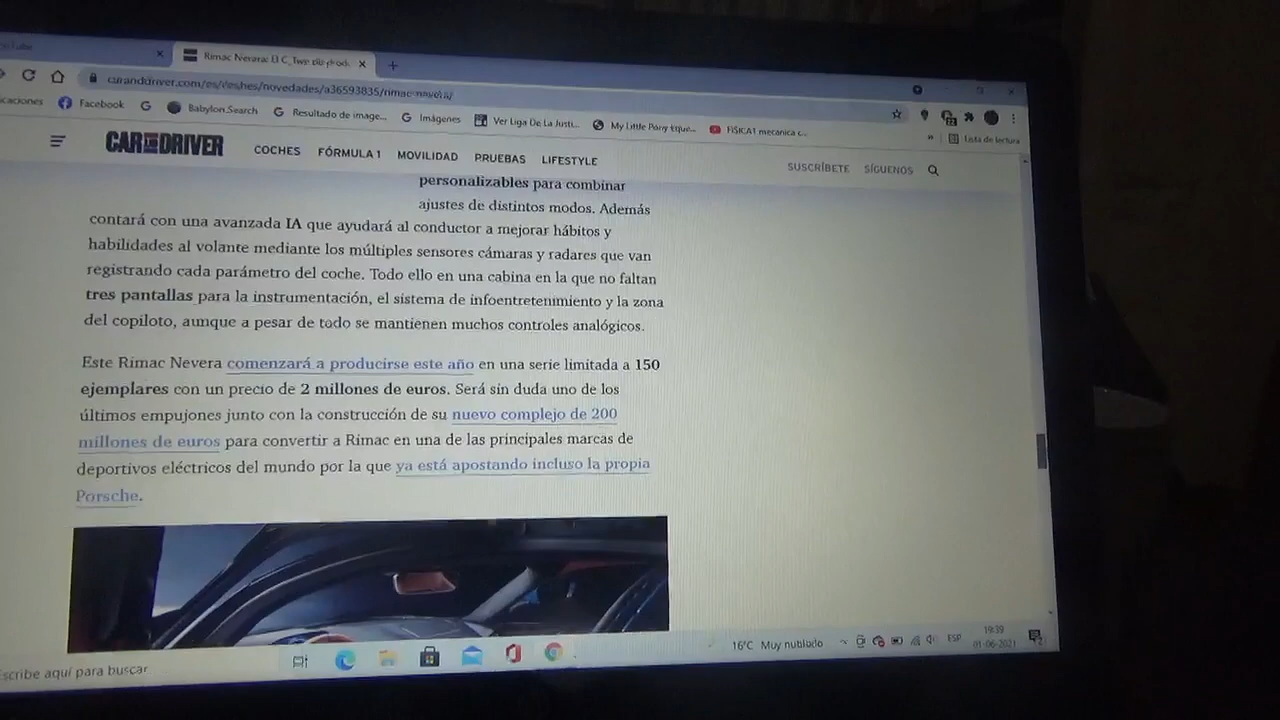 Rimac Nevera: El C_Two de prod
curanddriver.com/es/coches/novedades/a36593835/rimac-nevera/
caciones Facebook G Babylon Search Resultado de image... Imágenes Ver Liga De La Justi... My Little Pony Eque... FISICA1 mecanica c... »
Lista de lectura
CAR AND DRIVER COCHES FÓRMULA 1 MOVILIDAD PRUEBAS LIFESTYLE SUSCRÍBETE SÍGUENOS
personalizables para combinar
ajustes de distintos modos. Además
contará con una avanzada IA que ayudará al conductor a mejorar hábitos y
habilidades al volante mediante los múltiples sensores cámaras y radares que van
registrando cada parámetro del coche. Todo ello en una cabina en la que no faltan
tres pantallas para la instrumentación, el sistema de infoentretenimiento y la zona
del copiloto, aunque a pesar de todo se mantienen muchos controles analógicos.
Este Rimac Nevera comenzará a producirse este año en una serie limitada a 150
ejemplares con un precio de 2 millones de euros. Será sin duda uno de los
últimos empujones junto con la construcción de su nuevo complejo de 200
millones de euros para convertir a Rimac en una de las principales marcas de
deportivos eléctricos del mundo por la que ya está apostando incluso la propia
Porsche.
Escribe aquí para buscar
16°C Muy nublado ESP 19:39
01-06-2021